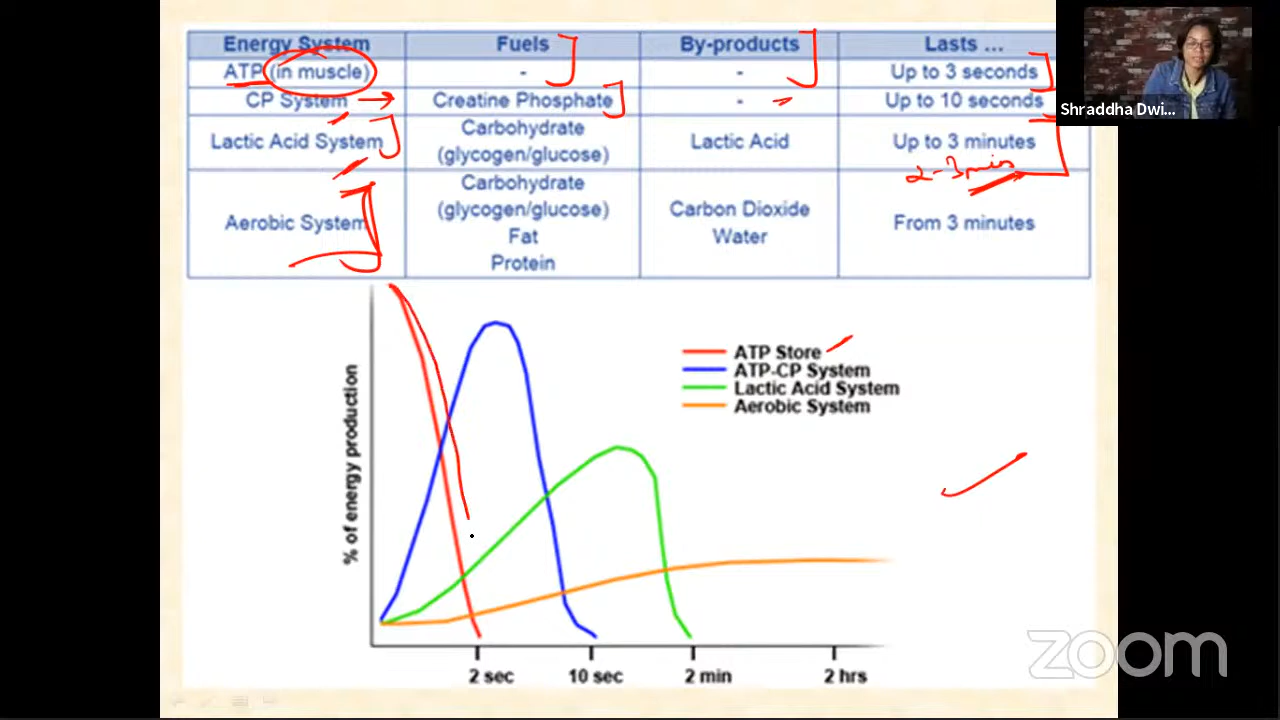 Energy System Fuels By-products Lasts ...
ATP (in muscle) - - Up to 3 seconds
CP System Creatine Phosphate - Up to 10 seconds
Shraddha Dwi...
Lactic Acid System Carbohydrate (glycogen/glucose) Lactic Acid Up to 3 minutes
2-3 min
Aerobic System Carbohydrate (glycogen/glucose) Fat Protein Carbon Dioxide Water From 3 minutes
% of energy production
ATP Store
ATP-CP System
Lactic Acid System
Aerobic System
2 sec 10 sec 2 min 2 hrs
zoom